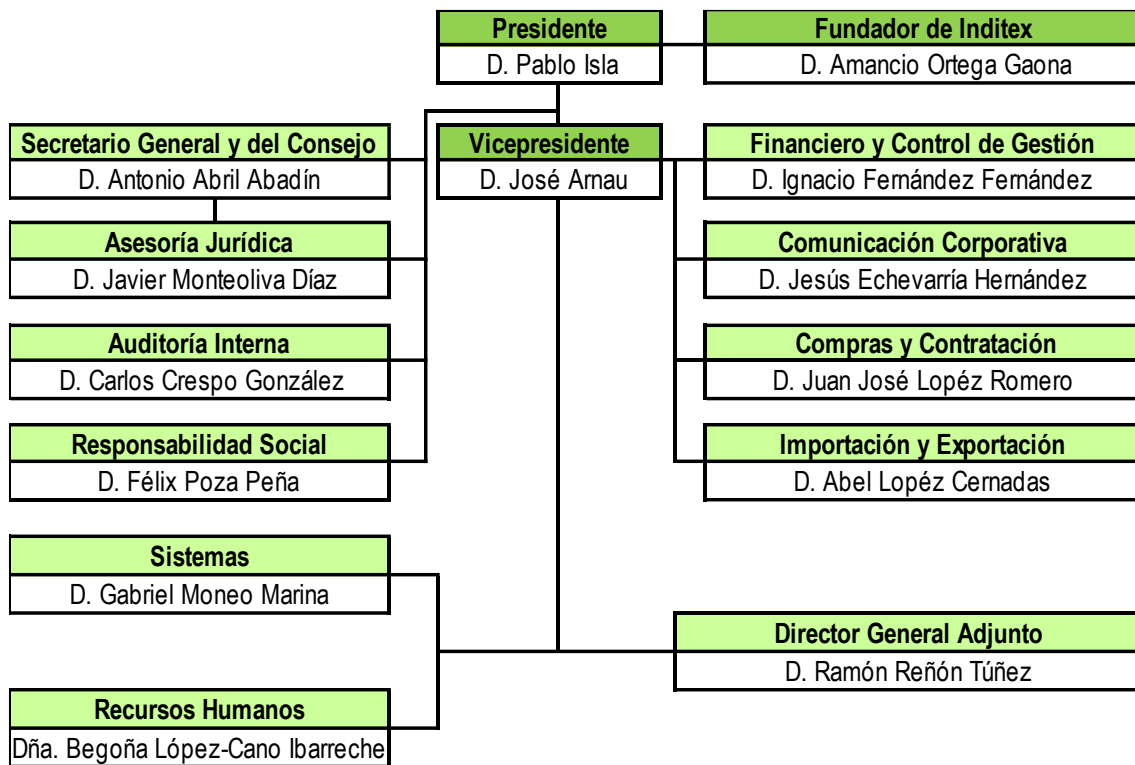 Presidente
D. Pablo Isla
Fundador de Inditex
D. Amancio Ortega Gaona
Secretario General y del Consejo
D. Antonio Abril Abadín
Vicepresidente
D. José Arnau
Financiero y Control de Gestión
D. Ignacio Fernández Fernández
Asesoría Jurídica
D. Javier Monteoliva Díaz
Comunicación Corporativa
D. Jesús Echevarría Hernández
Auditoría Interna
D. Carlos Crespo González
Compras y Contratación
D. Juan José Lopéz Romero
Responsabilidad Social
D. Félix Poza Peña
Importación y Exportación
D. Abel Lopéz Cernadas
Sistemas
D. Gabriel Moneo Marina
Director General Adjunto
D. Ramón Reñón Túñez
Recursos Humanos
Dña. Begoña López-Cano Ibarreche